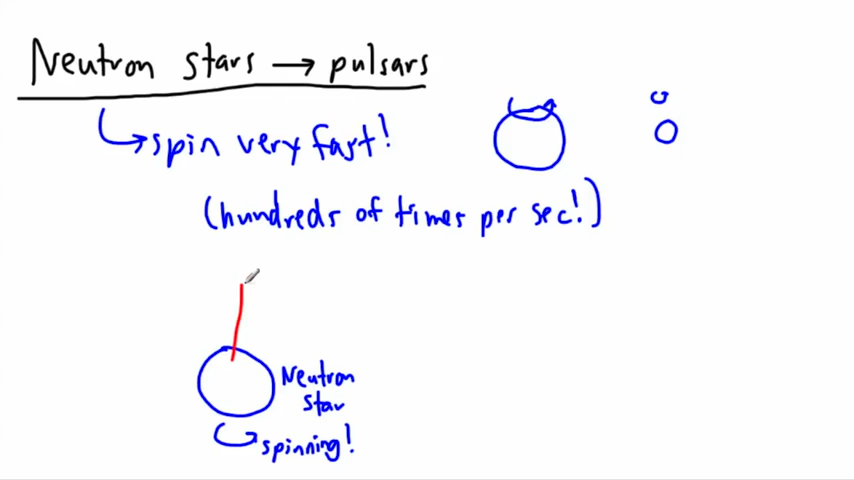 Neutron stars → pulsars
spin very fast!
(hundreds of times per sec!)
Neutron
star
spinning!